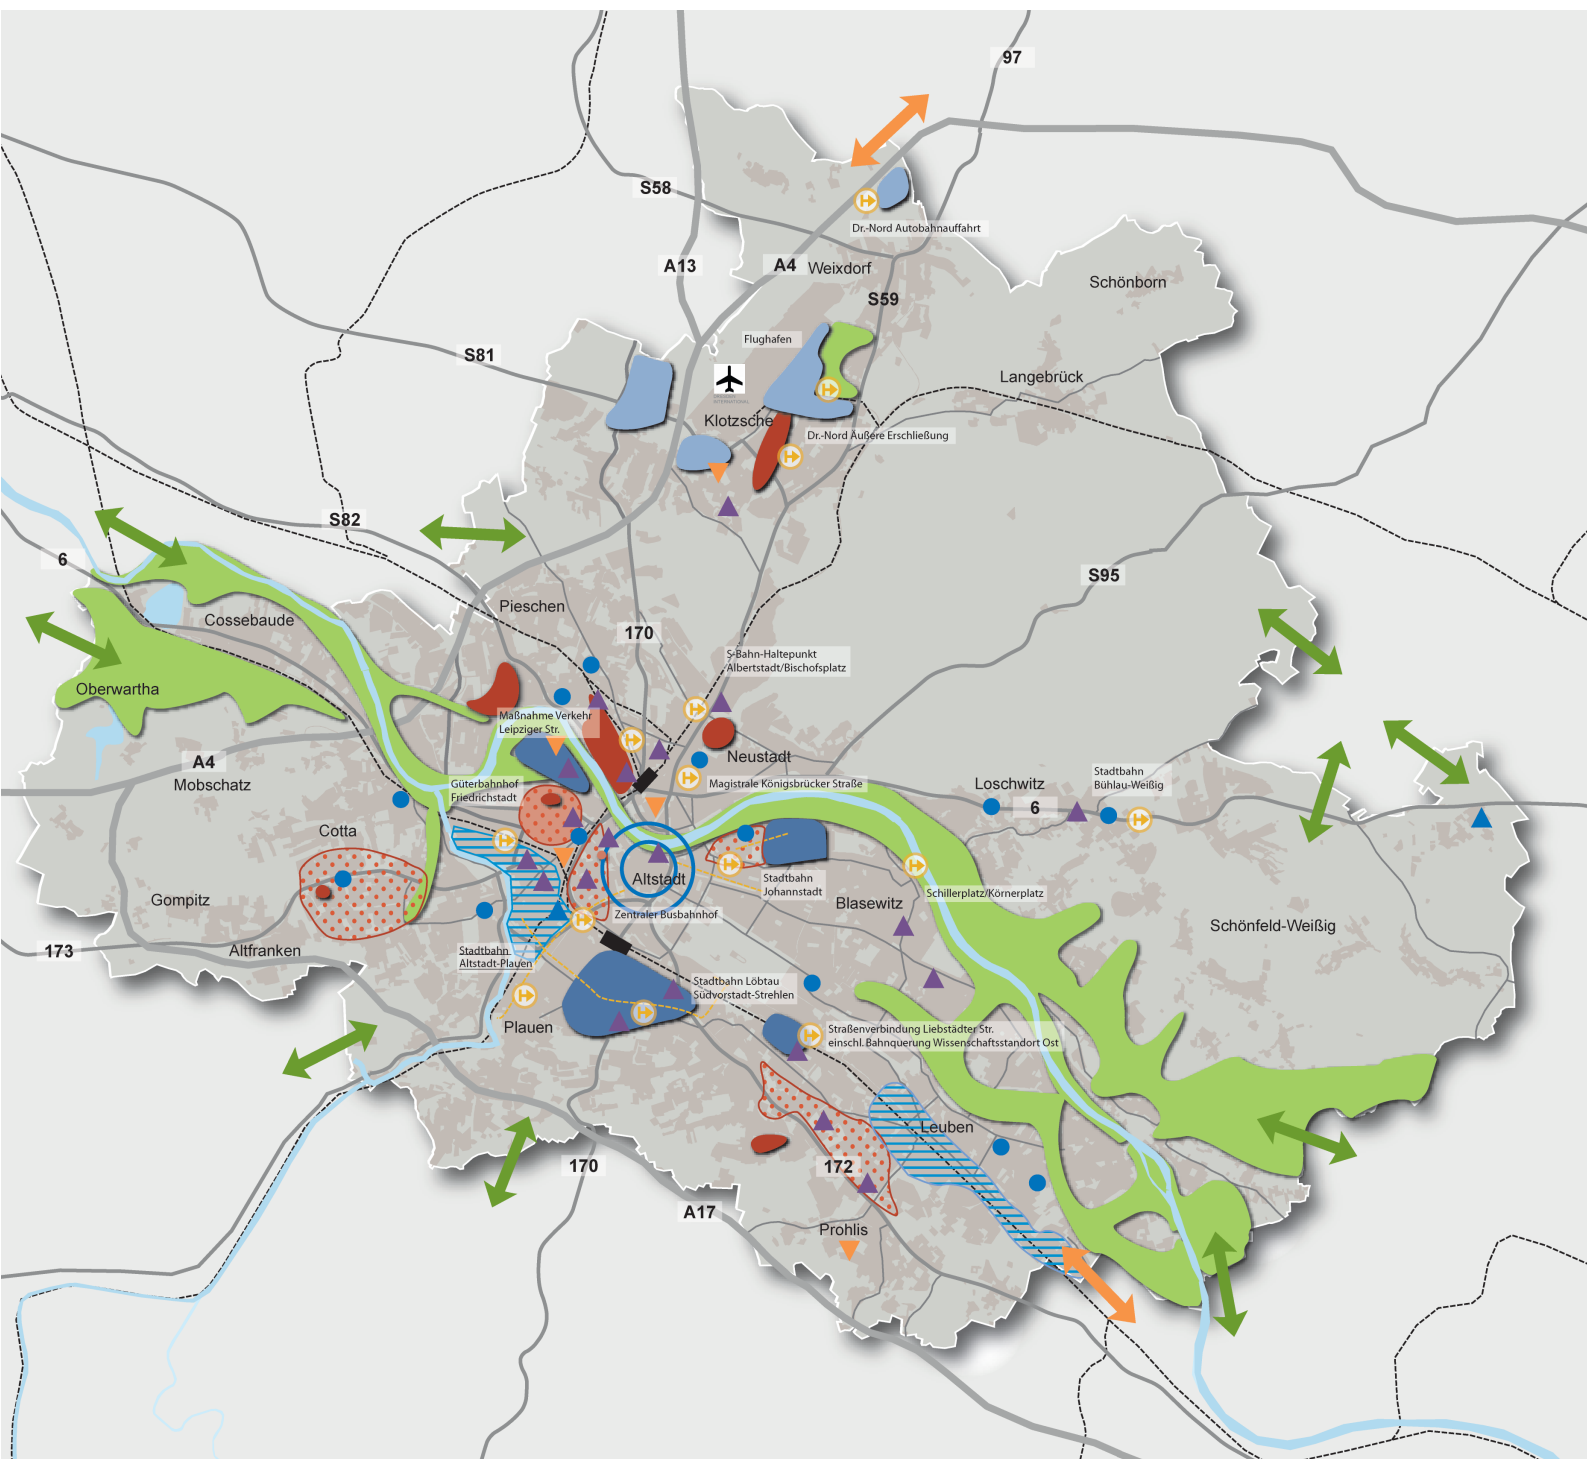 97
S58
Dr.-Nord Autobahnauffahrt
A13
A4
Weixdorf
Schönborn
S59
Flughafen
S81
Langebrück
Klotzsche
Dr.-Nord Äußere Erschließung
S82
6
S95
Pieschen
Cossebaude
170
S-Bahn-Haltepunkt
Albertstadt/Bischofsplatz
Oberwartha
Maßnahme Verkehr
Leipziger Str.
A4
Mobschatz
Neustadt
Güterbahnhof
Friedrichstadt
Magistrale Königsbrücker Straße
Loschwitz
Stadtbahn
Bühlau-Weißig
6
Cotta
Altstadt
Stadtbahn
Johannstadt
Schillerplatz/Körnerplatz
Gompitz
Blasewitz
Zentraler Busbahnhof
Schönfeld-Weißig
173
Altfranken
Stadtbahn
Altstadt-Plauen
Stadtbahn Löbtau
Südvorstadt-Strehlen
Plauen
Straßenverbindung Liebstädter Str.
einschl. Bahnquerung Wissenschaftsstandort Ost
Leuben
170
172
A17
Prohlis